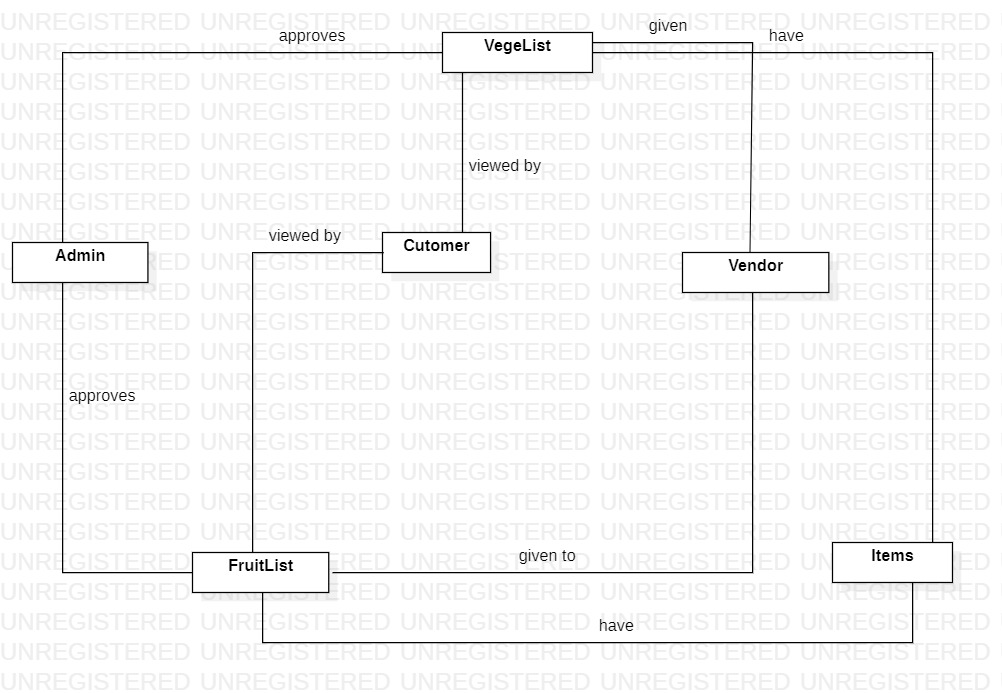 UNREGISTERED UNREGISTERED UNREGISTERED UNREGISTERED UNREGISTERED
given
approves
VegeList
have
viewed by
viewed by
Cutomer
Admin
Vendor
approves
given to
FruitList
Items
have